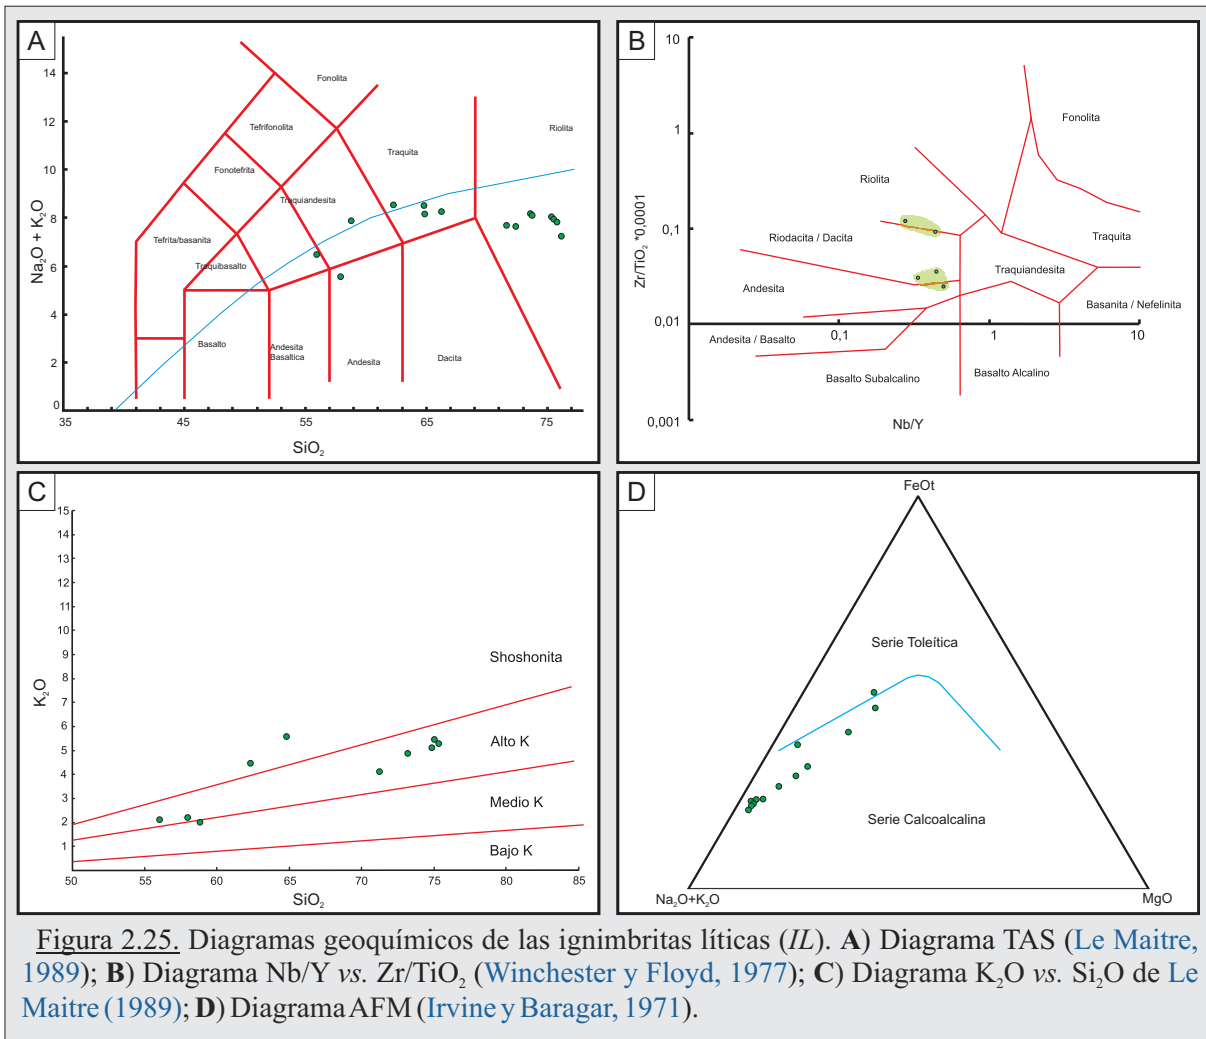 A
Na₂O + K₂O
14
12
10
8
6
4
2
0
35
45
55
65
75
SiO₂
Fonolita
Tefrifonolita
Riolita
Traquita
Fonotefrita
Traquiandesita
Tefrita/basanita
Traquibasalto
Basalto
Andesita
Basaltica
Andesita
Dacita
B
Zr/TiO₂ *0,0001
10
1
0,1
0,01
0,001
0,1
1
10
Nb/Y
Fonolita
Riolita
Riodacita / Dacita
Traquita
Traquiandesita
Andesita
Basanita / Nefelinita
Andesita / Basalto
Basalto Subalcalino
Basalto Alcalino
C
K₂O
15
14
13
12
11
10
9
8
7
6
5
4
3
2
1
50
55
60
65
70
75
80
85
SiO₂
Shoshonita
Alto K
Medio K
Bajo K
D
FeOt
Serie Toleítica
Serie Calcoalcalina
Na₂O+K₂O
MgO
Figura 2.25. Diagramas geoquímicos de las ignimbritas líticas (IL). A) Diagrama TAS (Le Maitre,
1989); B) Diagrama Nb/Y vs. Zr/TiO₂ (Winchester y Floyd, 1977); C) Diagrama K₂O vs. Si₂O de Le
Maitre (1989); D) Diagrama AFM (Irvine y Baragar, 1971).